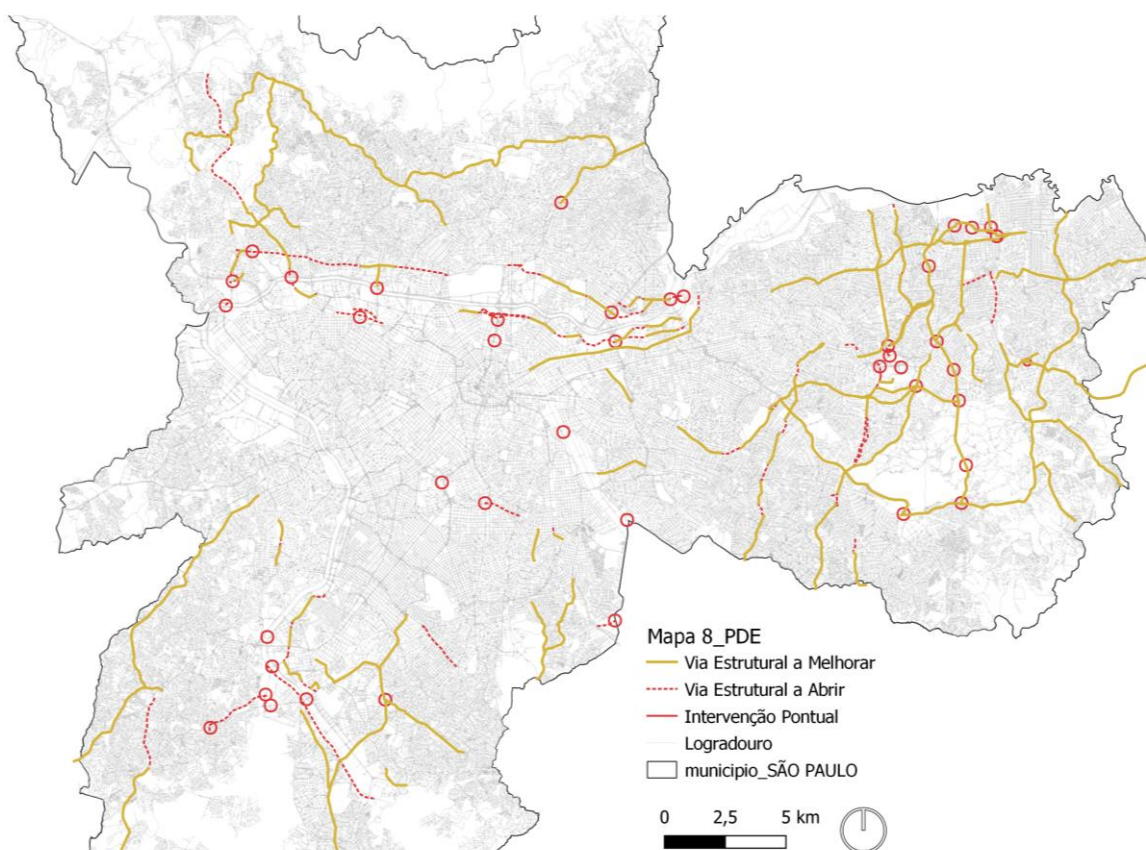 Mapa 8_PDE
Via Estrutural a Melhorar
Via Estrutural a Abrir
Intervenção Pontual
Logradouro
municipio_SÃO PAULO
0 2,5 5 km